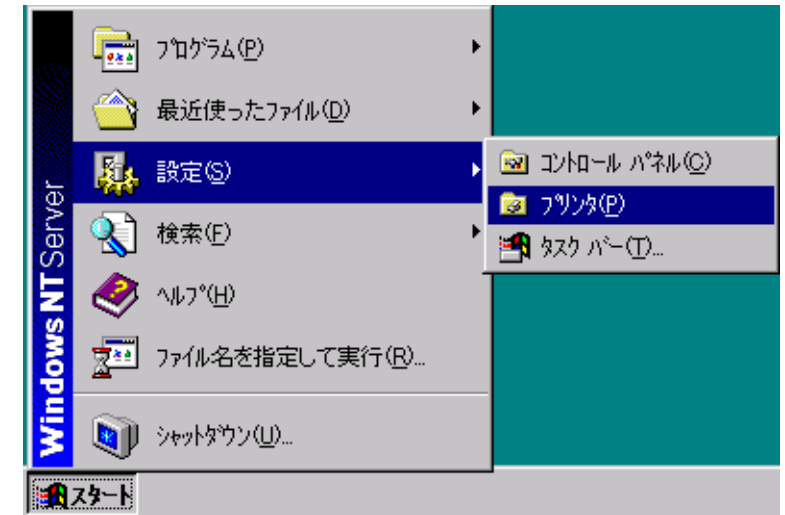 Windows NT Server
プログラム(P)
最近使ったファイル(D)
設定(S)
検索(F)
ヘルプ(H)
ファイル名を指定して実行(R)...
シャットダウン(U)...
コントロール パネル(C)
プリンタ(P)
タスク バー(T)...
スタート